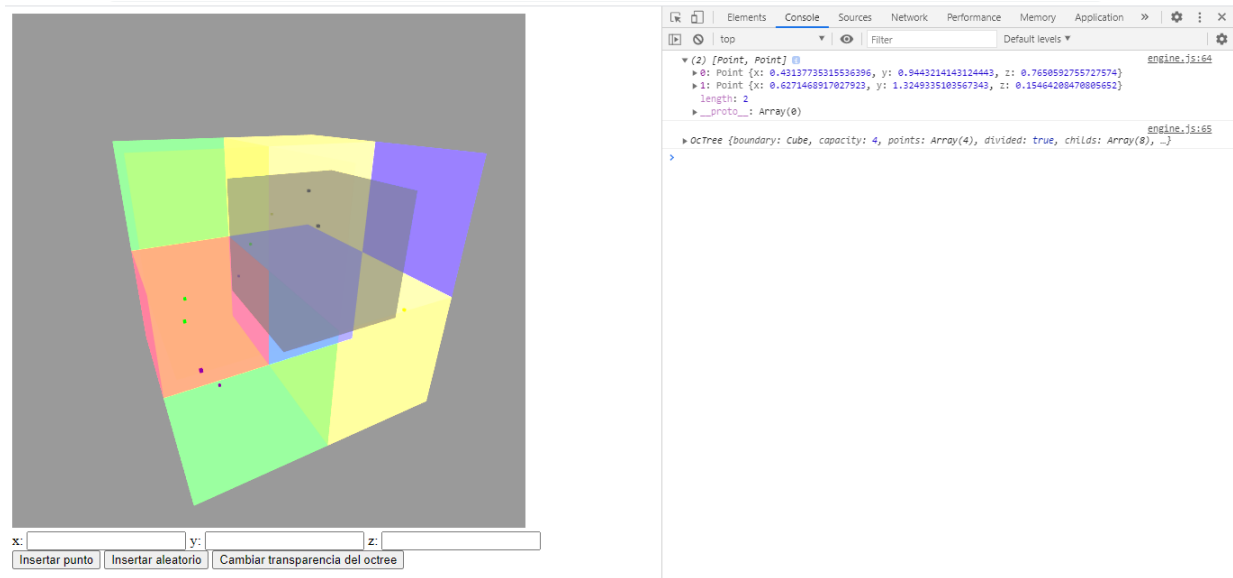 Elements Console Sources Network Performance Memory Application »
top Filter Default levels ▼
▼ (2) [Point, Point] i engine.js:64
▶ 0: Point {x: 0.43137735315536396, y: 0.9443214143124443, z: 0.7650592755727574}
▶ 1: Point {x: 0.6271468917027923, y: 1.3249335103567343, z: 0.15464208470805652}
length: 2
▶ __proto__: Array(0)
engine.js:65
▶ OcTree {boundary: Cube, capacity: 4, points: Array(4), divided: true, childs: Array(8), …}
>
x: y: z:
Insertar punto Insertar aleatorio Cambiar transparencia del octree